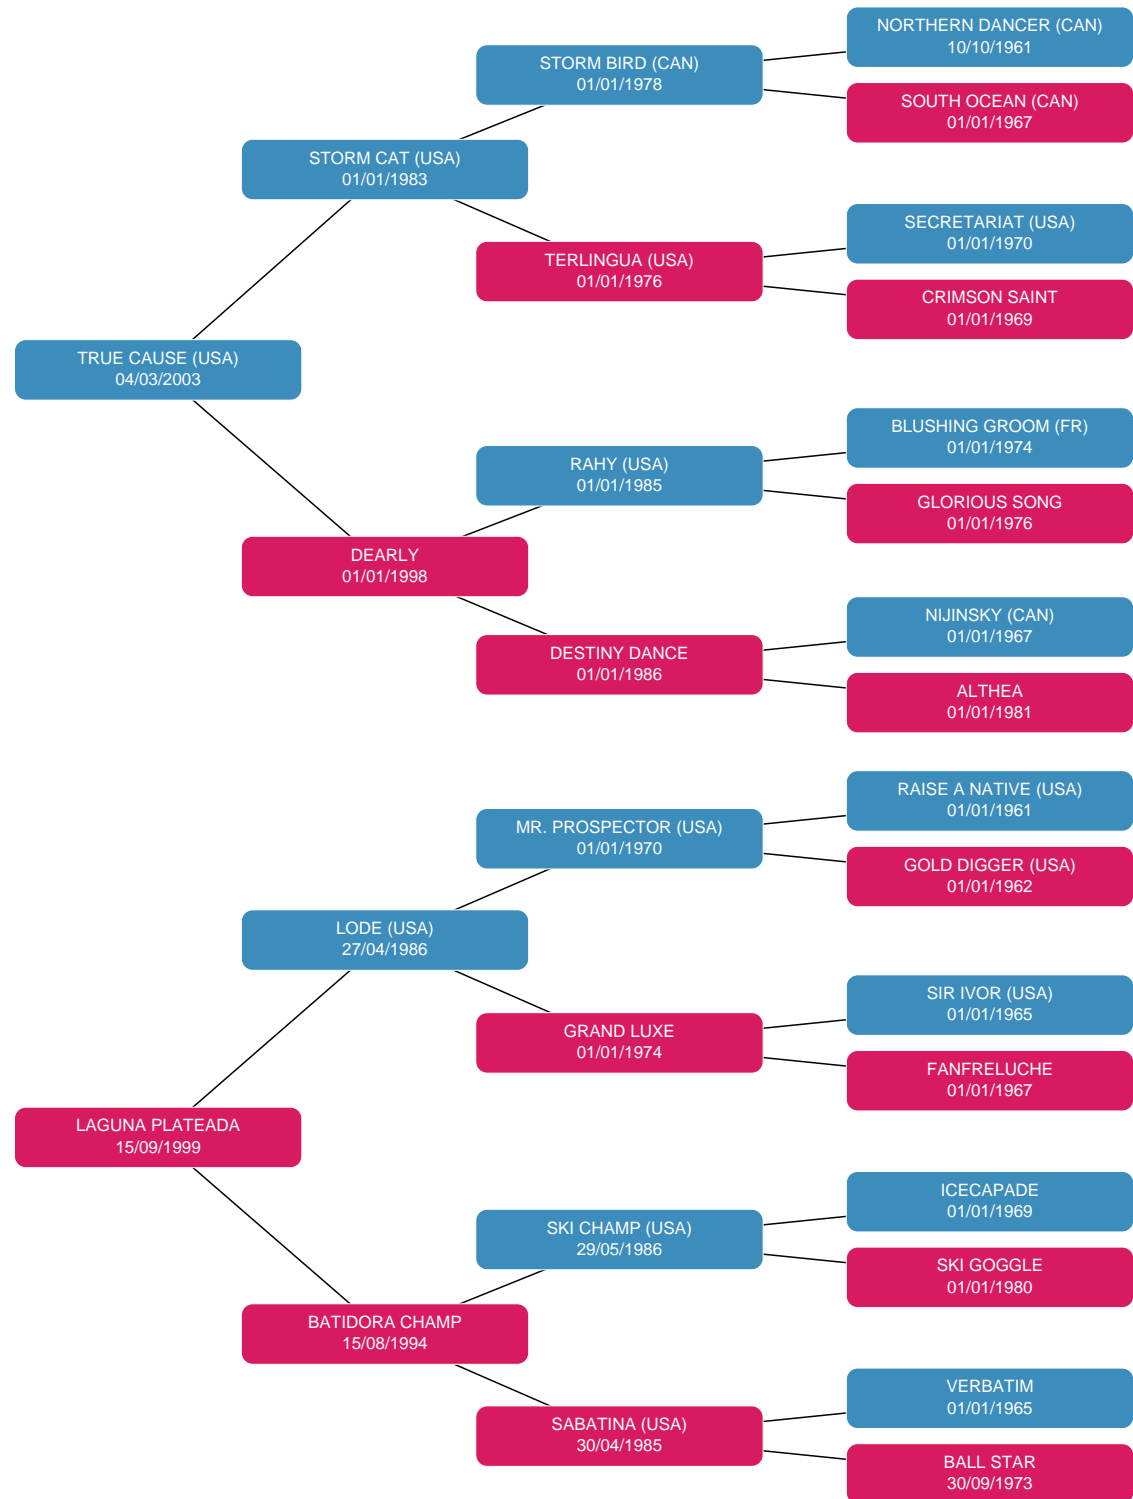 NORTHERN DANCER (CAN)
10/10/1961
STORM BIRD (CAN)
01/01/1978
SOUTH OCEAN (CAN)
01/01/1967
STORM CAT (USA)
01/01/1983
SECRETARIAT (USA)
01/01/1970
TERLINGUA (USA)
01/01/1976
CRIMSON SAINT
01/01/1969
TRUE CAUSE (USA)
04/03/2003
BLUSHING GROOM (FR)
01/01/1974
RAHY (USA)
01/01/1985
GLORIOUS SONG
01/01/1976
DEARLY
01/01/1998
NIJINSKY (CAN)
01/01/1967
DESTINY DANCE
01/01/1986
ALTHEA
01/01/1981
RAISE A NATIVE (USA)
01/01/1961
MR. PROSPECTOR (USA)
01/01/1970
GOLD DIGGER (USA)
01/01/1962
LODE (USA)
27/04/1986
SIR IVOR (USA)
01/01/1965
GRAND LUXE
01/01/1974
FANFRELUCHE
01/01/1967
LAGUNA PLATEADA
15/09/1999
ICECAPADE
01/01/1969
SKI CHAMP (USA)
29/05/1986
SKI GOGGLE
01/01/1980
BATIDORA CHAMP
15/08/1994
VERBATIM
01/01/1965
SABATINA (USA)
30/04/1985
BALL STAR
30/09/1973